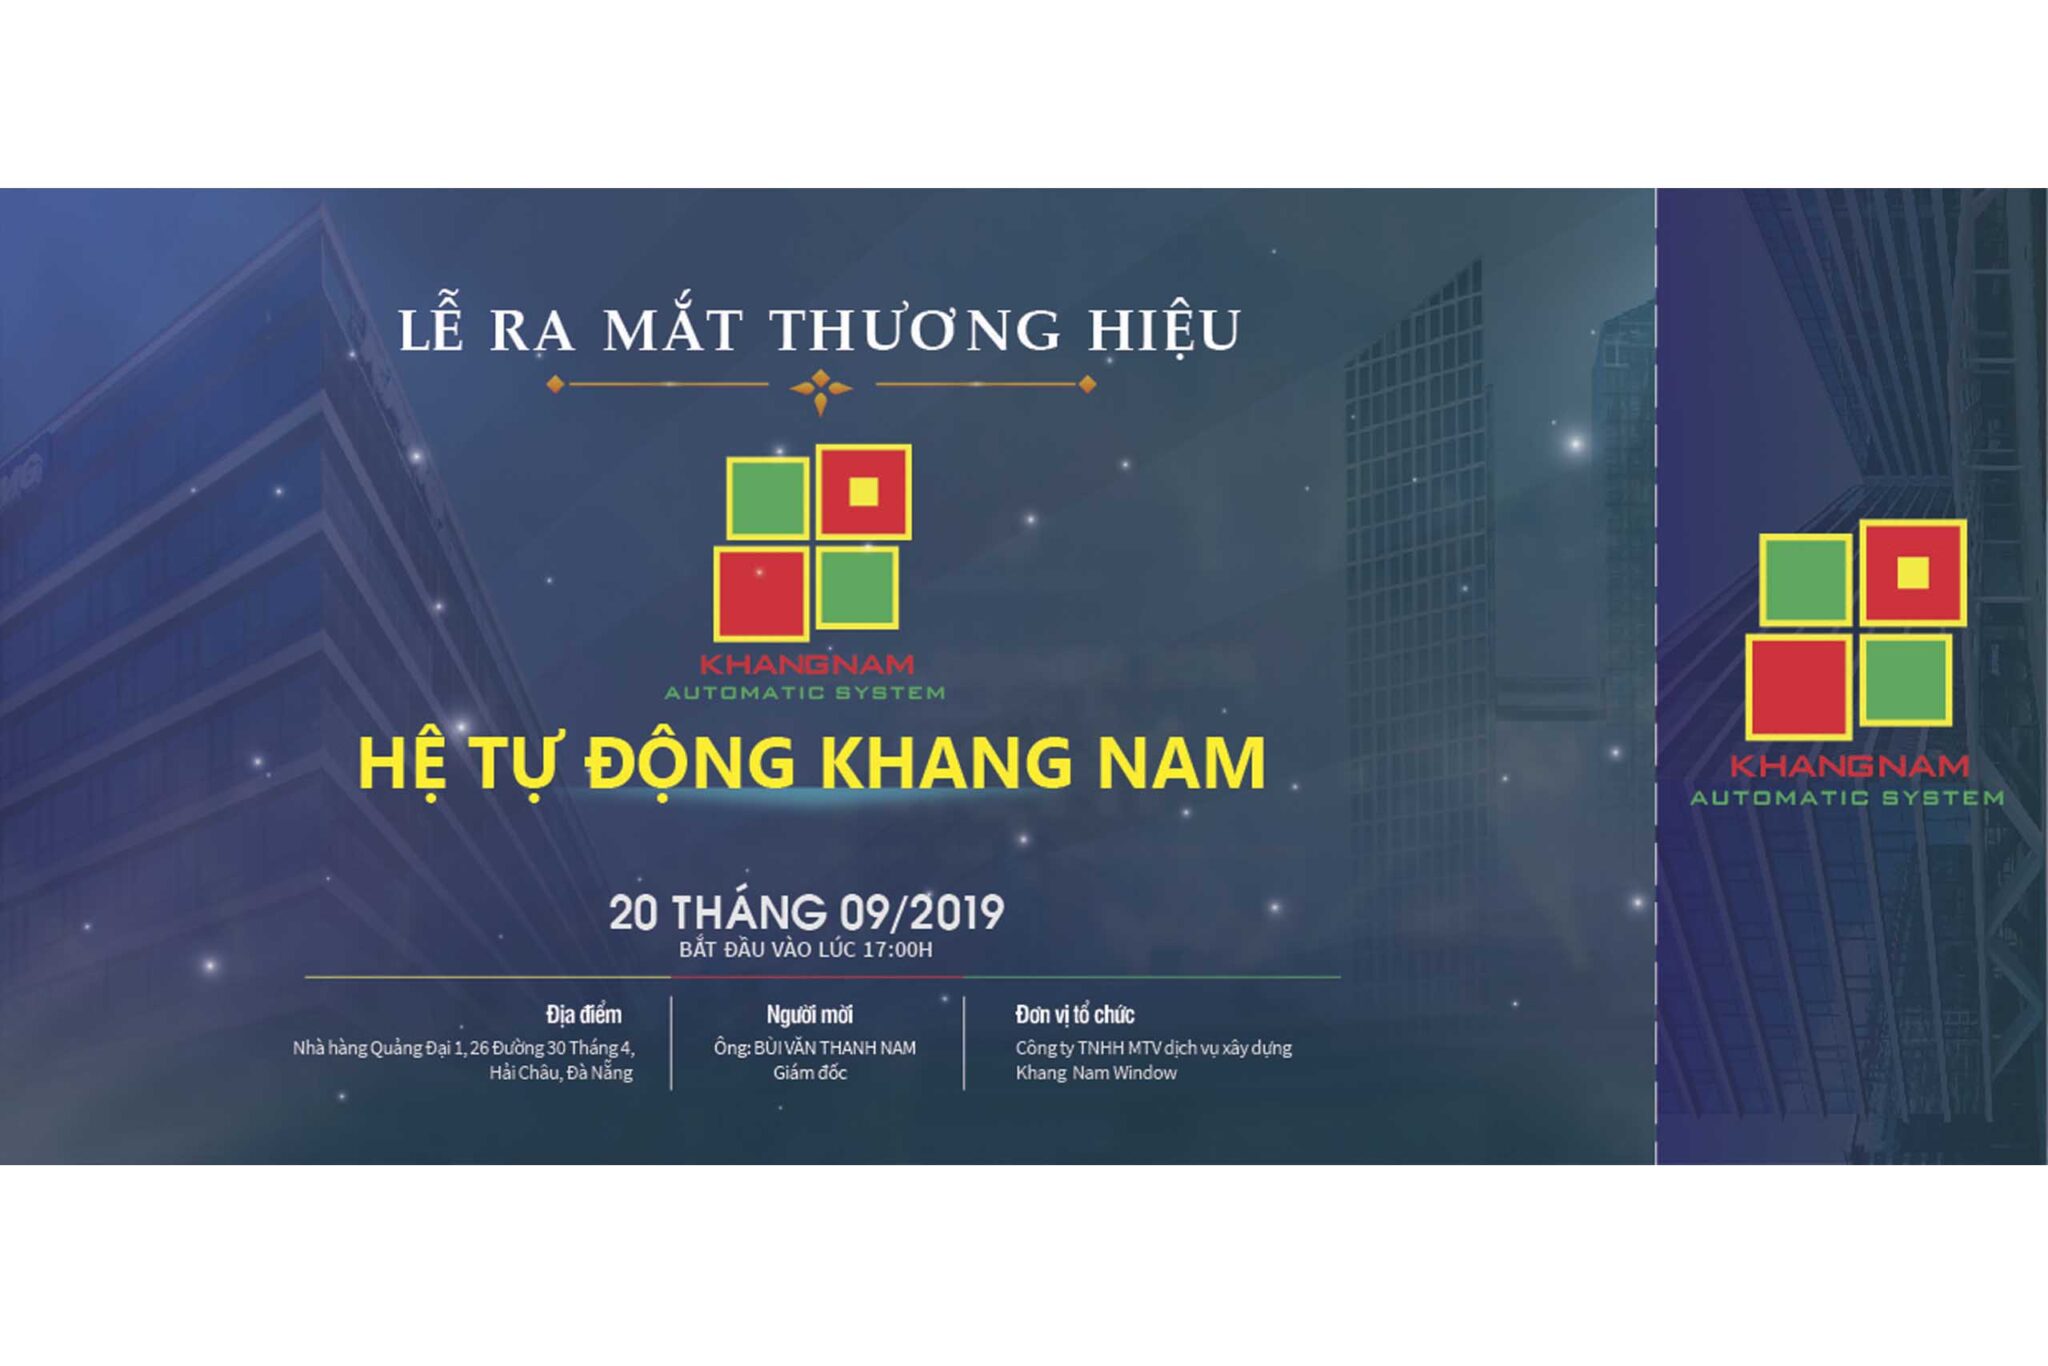 LỄ RA MẮT THƯƠNG HIỆU
KHANGNAM
AUTOMATIC SYSTEM
HỆ TỰ ĐỘNG KHANG NAM
20 THÁNG 09/2019
BẮT ĐẦU VÀO LÚC 17:00H
Địa điểm
Nhà hàng Quảng Đại 1, 26 Đường 30 Tháng 4,
Hải Châu, Đà Nẵng
Người mời
Ông: BÙI VĂN THANH NAM
Giám đốc
Đơn vị tổ chức
Công ty TNHH MTV dịch vụ xây dựng
Khang Nam Window
KHANGNAM
AUTOMATIC SYSTEM